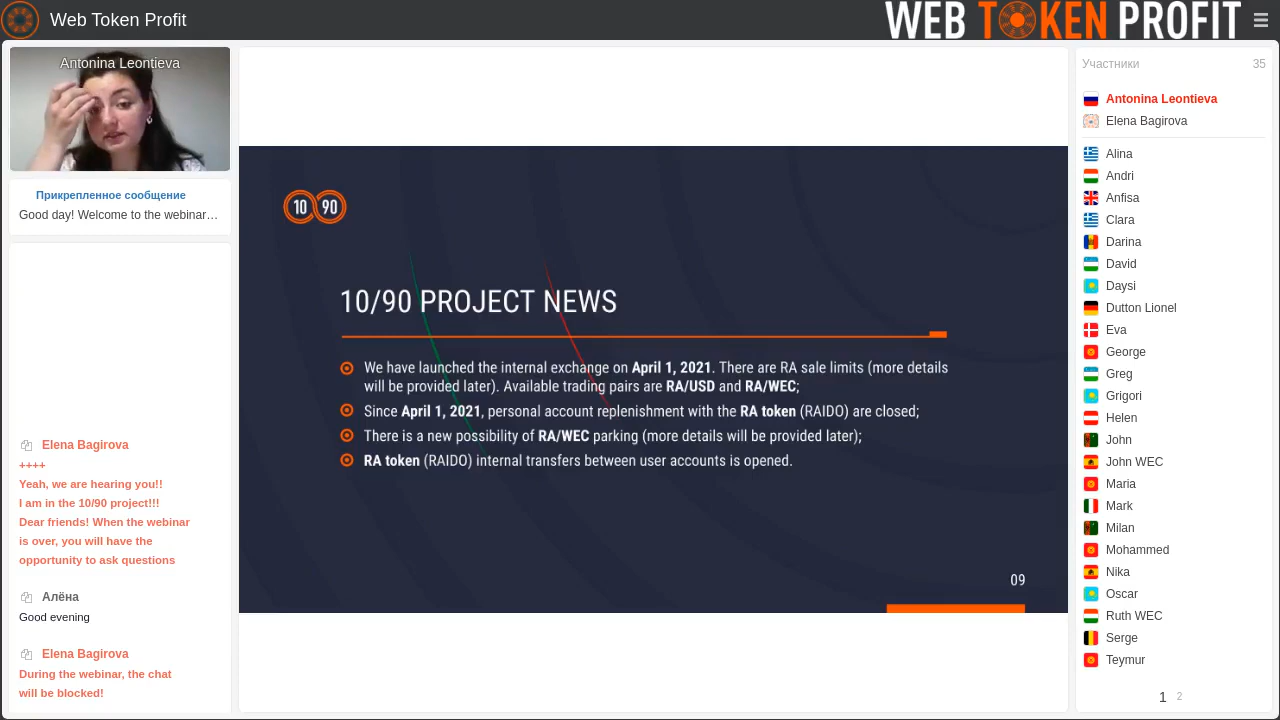 Web Token Profit
WEB TOKEN PROFIT
Antonina Leontieva
Прикрепленное сообщение
Good day! Welcome to the webinar…
Elena Bagirova
++++
Yeah, we are hearing you!!
I am in the 10/90 project!!!
Dear friends! When the webinar
is over, you will have the
opportunity to ask questions
Алёна
Good evening
Elena Bagirova
During the webinar, the chat
will be blocked!
10 90
10/90 PROJECT NEWS
We have launched the internal exchange on April 1, 2021. There are RA sale limits (more details
will be provided later). Available trading pairs are RA/USD and RA/WEC;
Since April 1, 2021, personal account replenishment with the RA token (RAIDO) are closed;
There is a new possibility of RA/WEC parking (more details will be provided later);
RA token (RAIDO) internal transfers between user accounts is opened.
09
Участники 35
Antonina Leontieva
Elena Bagirova
Alina
Andri
Anfisa
Clara
Darina
David
Daysi
Dutton Lionel
Eva
George
Greg
Grigori
Helen
John
John WEC
Maria
Mark
Milan
Mohammed
Nika
Oscar
Ruth WEC
Serge
Teymur
1 2